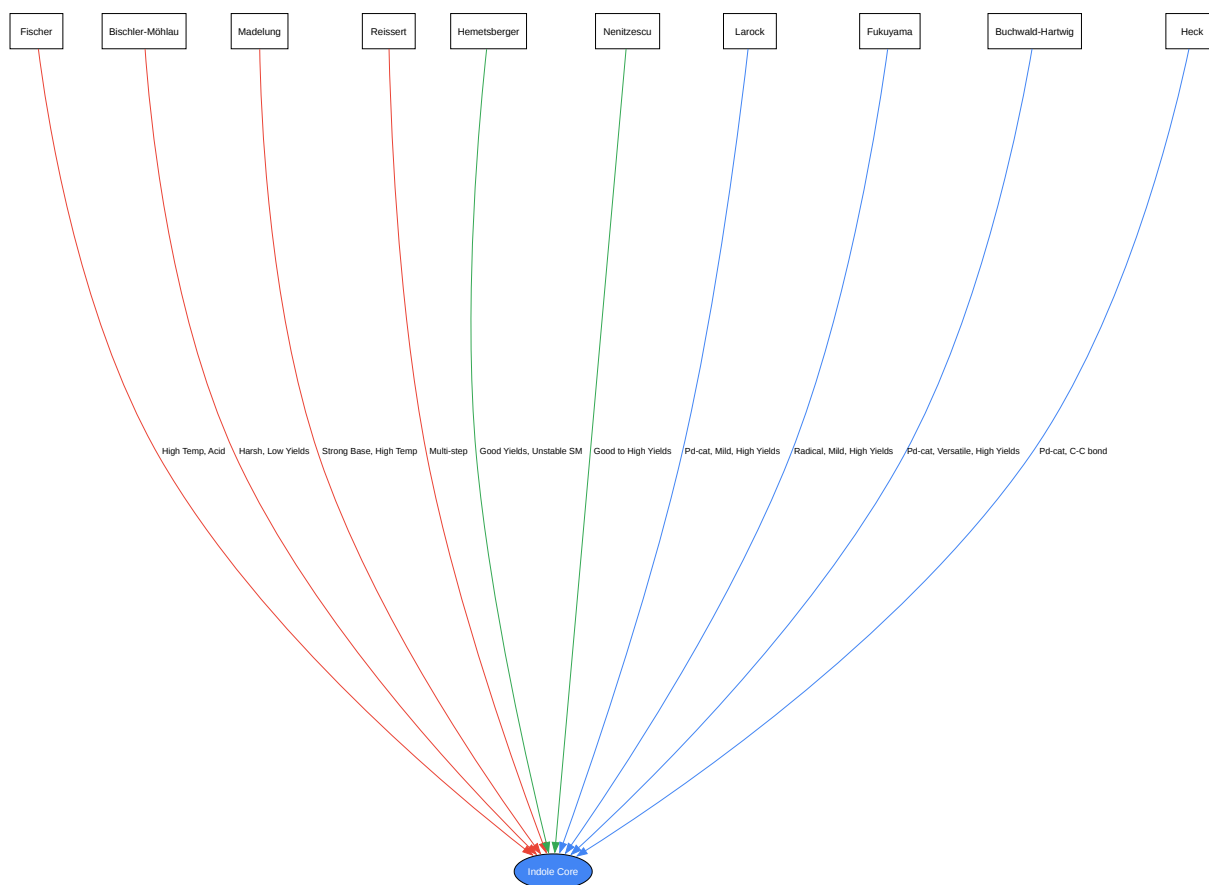 Fischer
Bischler-Möhlau
Madelung
Reissert
Hemetsberger
Nenitzescu
Larock
Fukuyama
Buchwald-Hartwig
Heck
High Temp, Acid
Harsh, Low Yields
Strong Base, High Temp
Multi-step
Good Yields, Unstable SM
Good to High Yields
Pd-cat, Mild, High Yields
Radical, Mild, High Yields
Pd-cat, Versatile, High Yields
Pd-cat, C-C bond
Indole Core